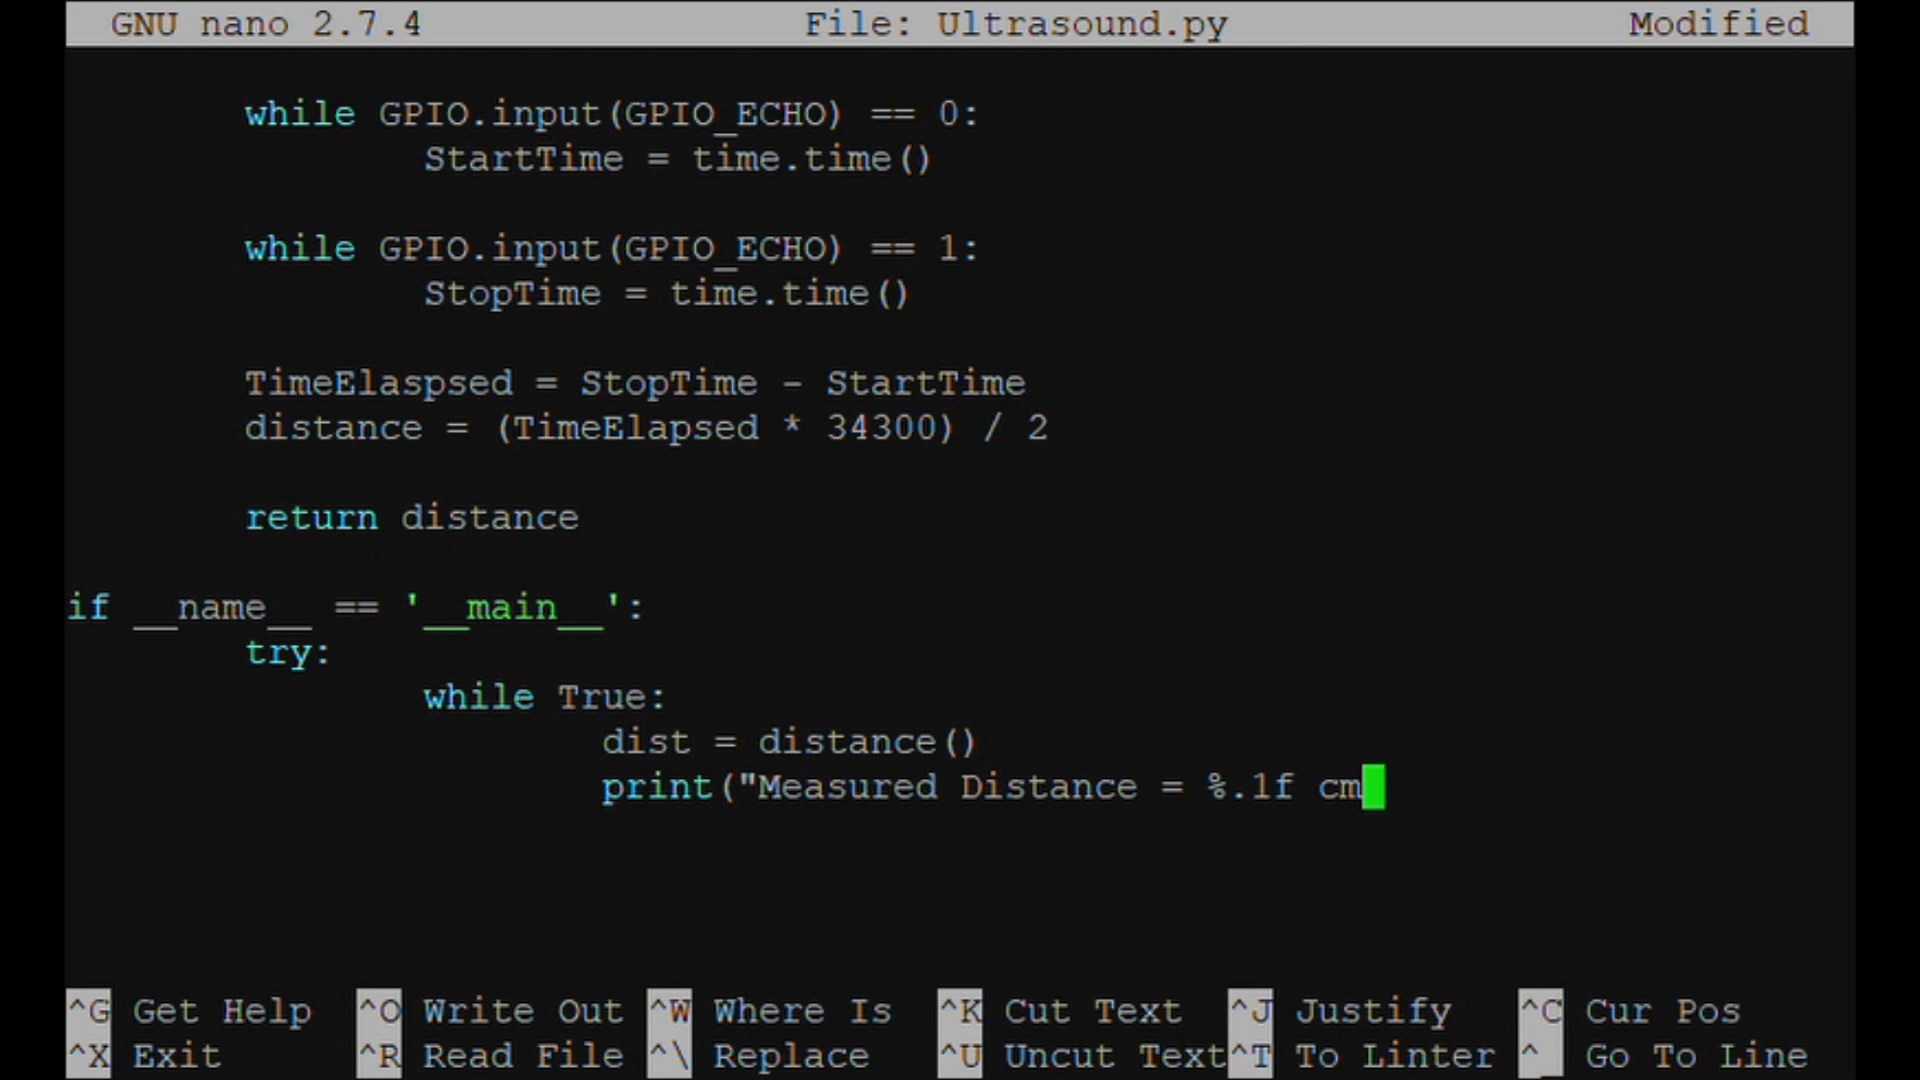 GNU nano 2.7.4 File: Ultrasound.py Modified
while GPIO.input(GPIO_ECHO) == 0:
StartTime = time.time()
while GPIO.input(GPIO_ECHO) == 1:
StopTime = time.time()
TimeElaspsed = StopTime - StartTime
distance = (TimeElapsed * 34300) / 2
return distance
if __name__ == '__main__':
try:
while True:
dist = distance()
print("Measured Distance = %.1f cm
^G Get Help ^O Write Out ^W Where Is ^K Cut Text ^J Justify ^C Cur Pos
^X Exit ^R Read File ^\ Replace ^U Uncut Text ^T To Linter ^_ Go To Line